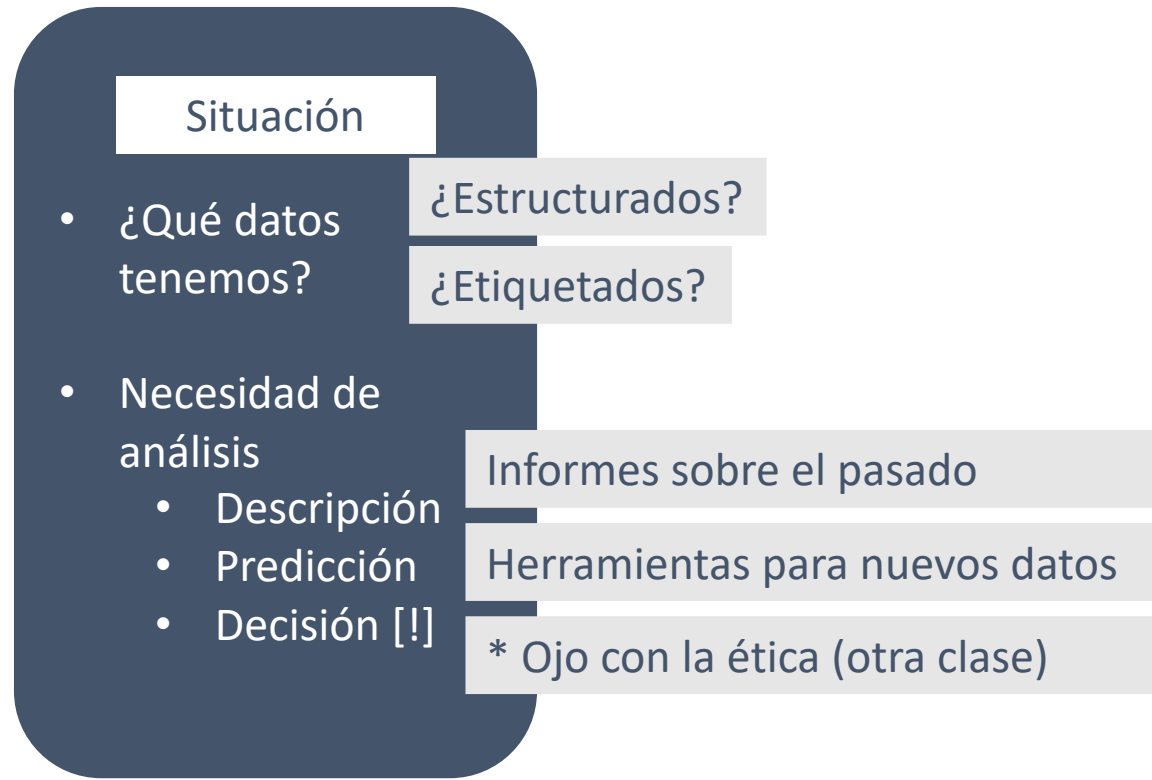 Situación
• ¿Qué datos
tenemos?
¿Estructurados?
¿Etiquetados?
• Necesidad de
análisis
• Descripción
Informes sobre el pasado
• Predicción
Herramientas para nuevos datos
• Decisión [!]
* Ojo con la ética (otra clase)